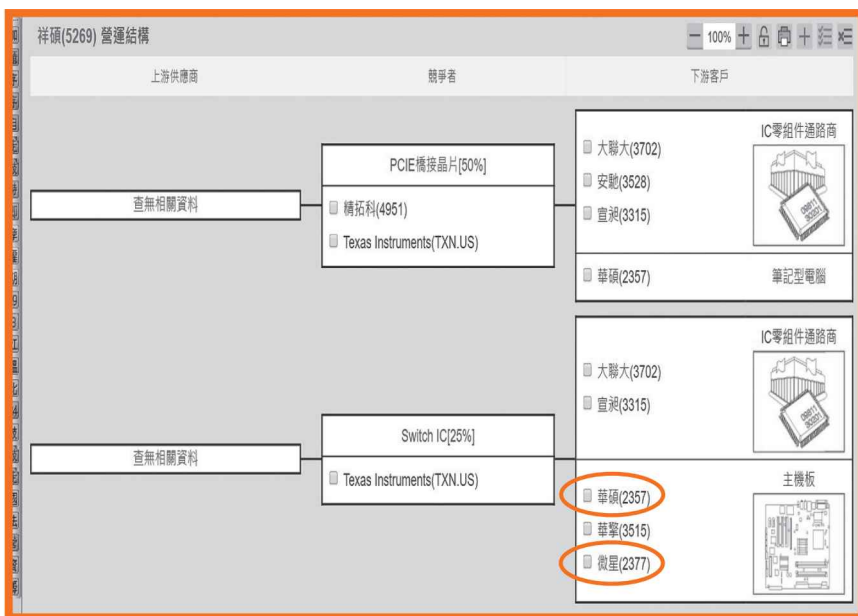 祥碩(5269) 營運結構
100%
上游供應商
競爭者
下游客戶
查無相關資料
PCIE橋接晶片[50%]
精拓科(4951)
Texas Instruments(TXN.US)
IC零組件通路商
大聯大(3702)
安馳(3528)
宣昶(3315)
華碩(2357)
筆記型電腦
查無相關資料
Switch IC[25%]
Texas Instruments(TXN.US)
IC零組件通路商
大聯大(3702)
宣昶(3315)
主機板
華碩(2357)
華擎(3515)
微星(2377)